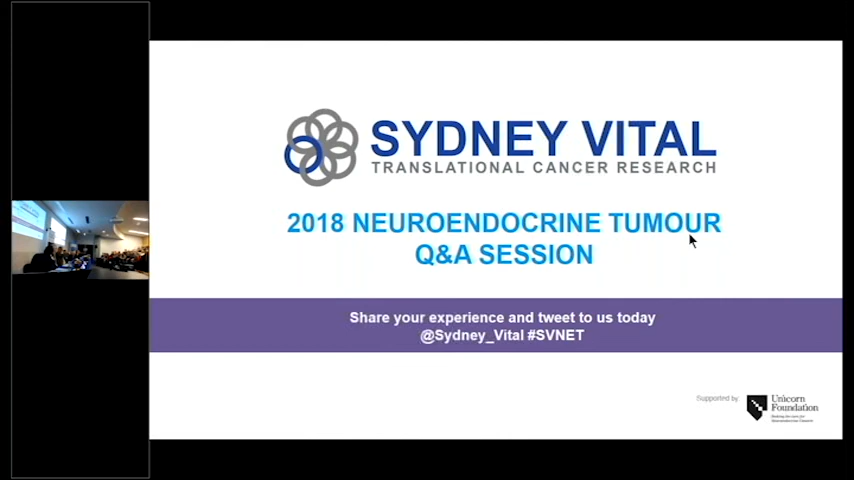 SYDNEY VITAL
TRANSLATIONAL CANCER RESEARCH
2018 NEUROENDOCRINE TUMOUR
Q&A SESSION
Share your experience and tweet to us today
@Sydney_Vital #SVNET
Supported by
Unicorn
Foundation